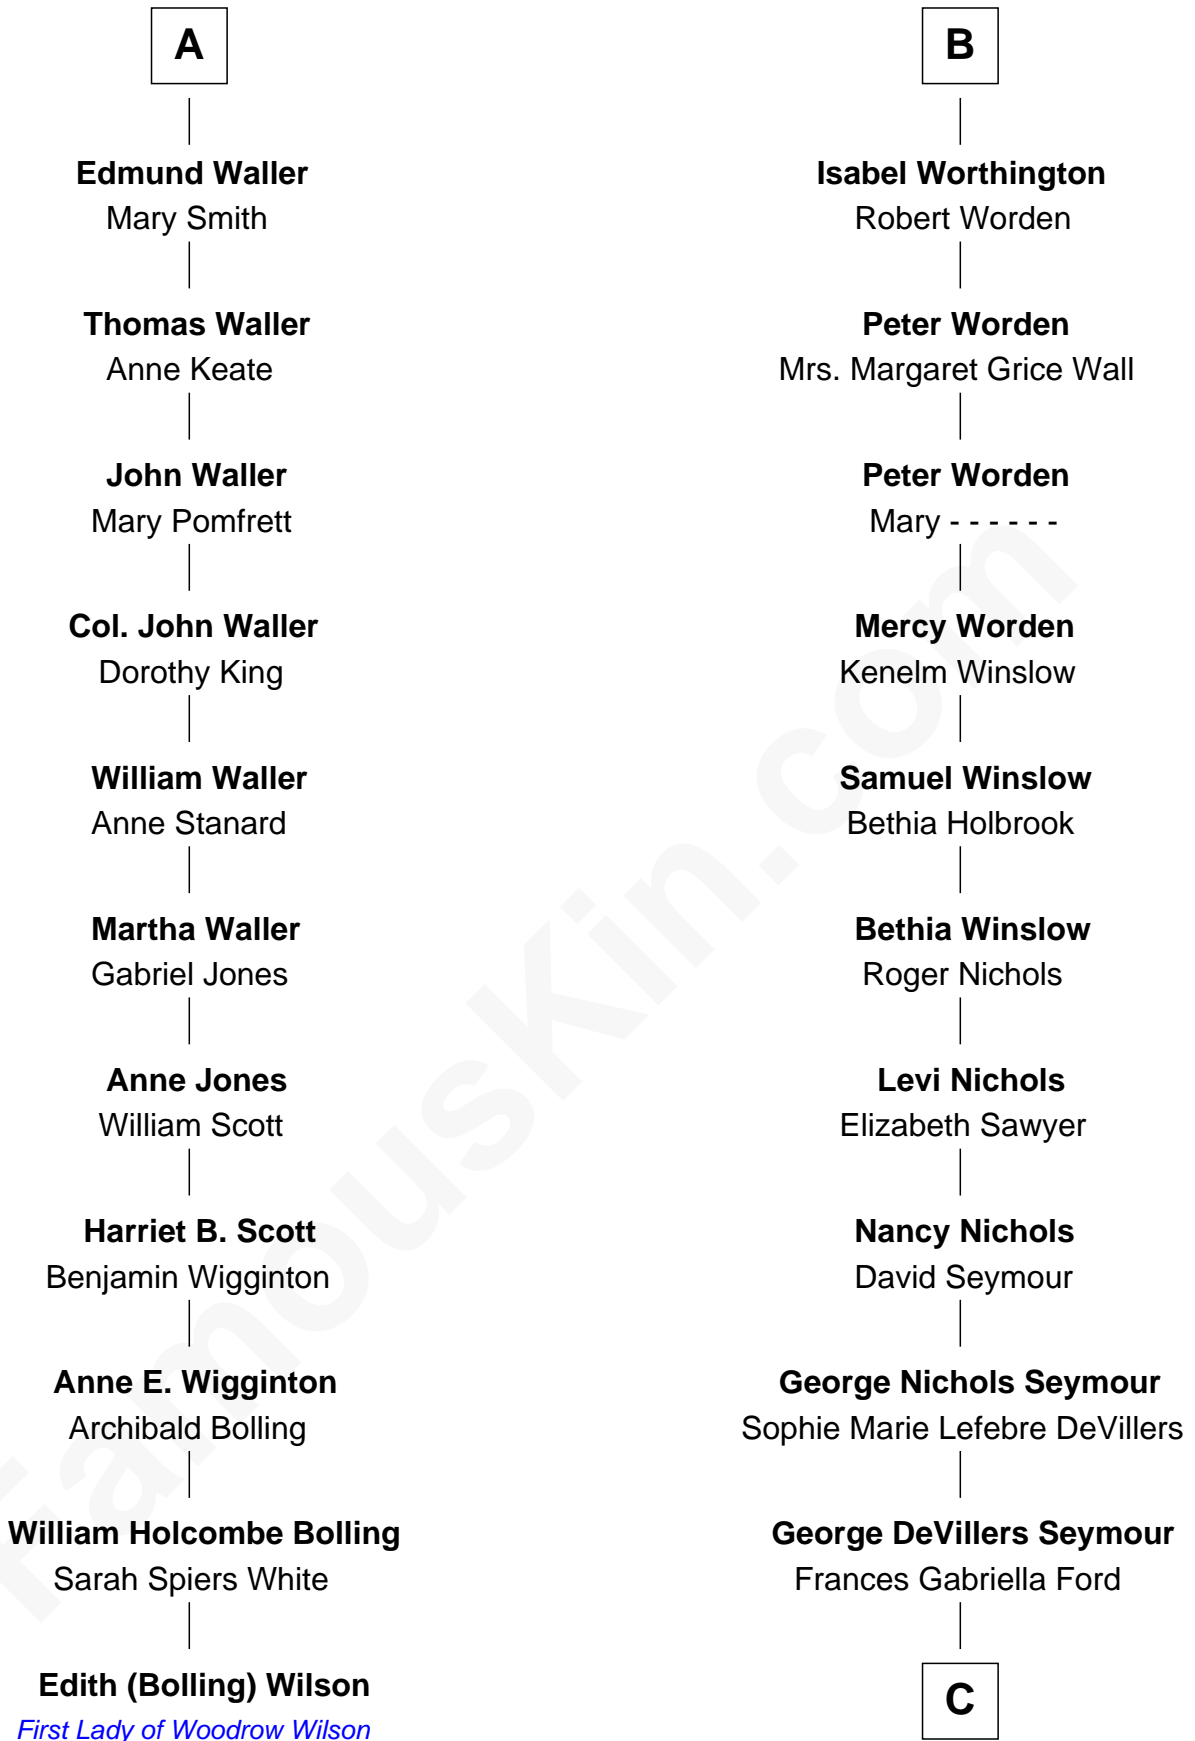 A
Edmund Waller
Mary Smith
Thomas Waller
Anne Keate
John Waller
Mary Pomfrett
Col. John Waller
Dorothy King
William Waller
Anne Stanard
Martha Waller
Gabriel Jones
Anne Jones
William Scott
Harriet B. Scott
Benjamin Wigginton
Anne E. Wigginton
Archibald Bolling
William Holcombe Bolling
Sarah Spiers White
Edith (Bolling) Wilson
First Lady of Woodrow Wilson
B
Isabel Worthington
Robert Worden
Peter Worden
Mrs. Margaret Grice Wall
Peter Worden
Mary - - - - - -
Mercy Worden
Kenelm Winslow
Samuel Winslow
Bethia Holbrook
Bethia Winslow
Roger Nichols
Levi Nichols
Elizabeth Sawyer
Nancy Nichols
David Seymour
George Nichols Seymour
Sophie Marie Lefebre DeVillers
George DeVillers Seymour
Frances Gabriella Ford
C
FamousKin.com